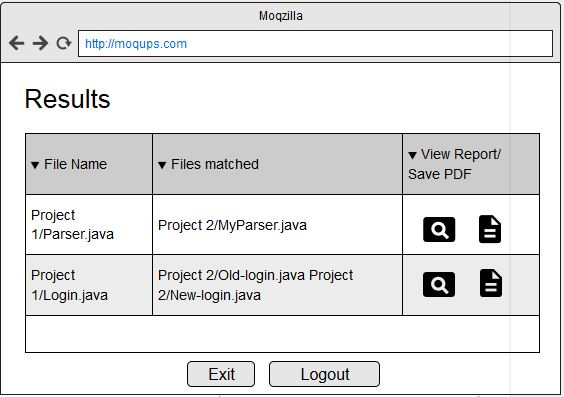 Moqzilla
http://moqups.com
Results
▼ File Name
▼ Files matched
▼ View Report/
Save PDF
Project
1/Parser.java
Project 2/MyParser.java
Project
1/Login.java
Project 2/Old-login.java Project
2/New-login.java
Exit
Logout